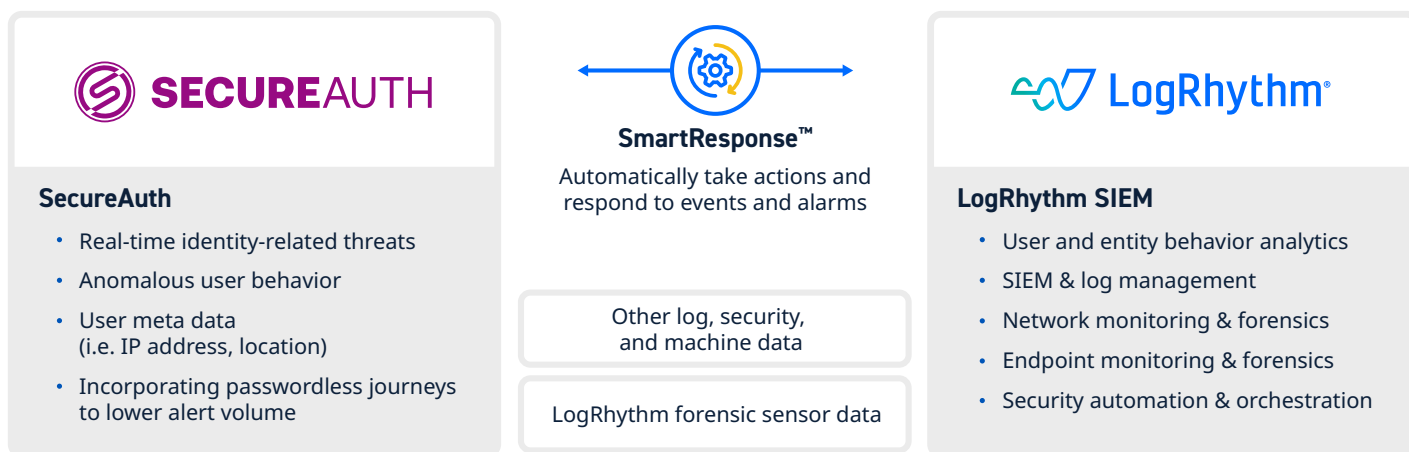 SECUREAUTH
SecureAuth
• Real-time identity-related threats
• Anomalous user behavior
• User meta data
(i.e. IP address, location)
• Incorporating passwordless journeys
to lower alert volume
SmartResponse™
Automatically take actions and
respond to events and alarms
Other log, security,
and machine data
LogRhythm forensic sensor data
LogRhythm®
LogRhythm SIEM
• User and entity behavior analytics
• SIEM & log management
• Network monitoring & forensics
• Endpoint monitoring & forensics
• Security automation & orchestration